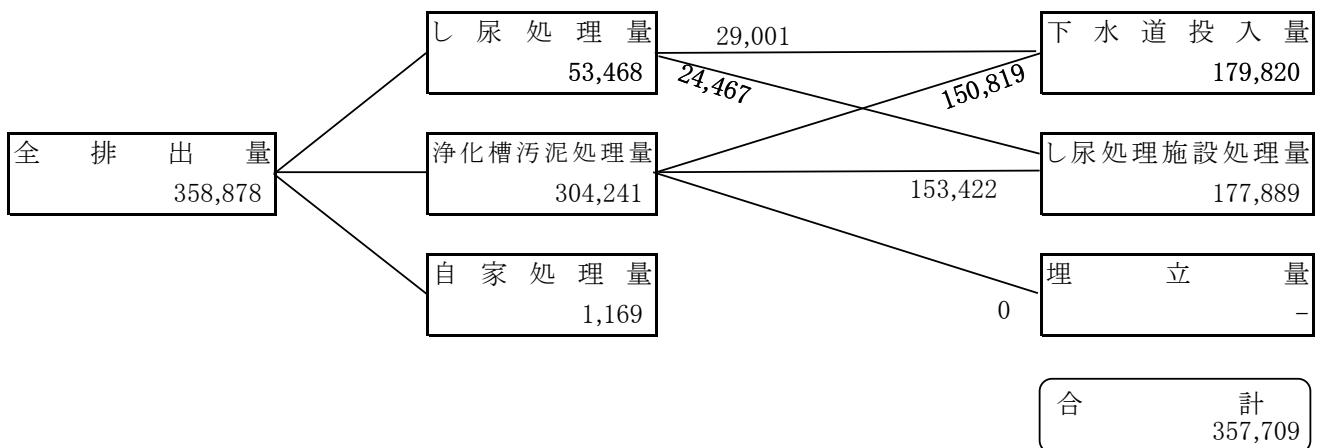 全排出量
358,878
し尿処理量
53,468
浄化槽汚泥処理量
304,241
自家処理量
1,169
29,001
24,467
150,819
153,422
0
下水道投入量
179,820
し尿処理施設処理量
177,889
埋立量
−
合計
357,709